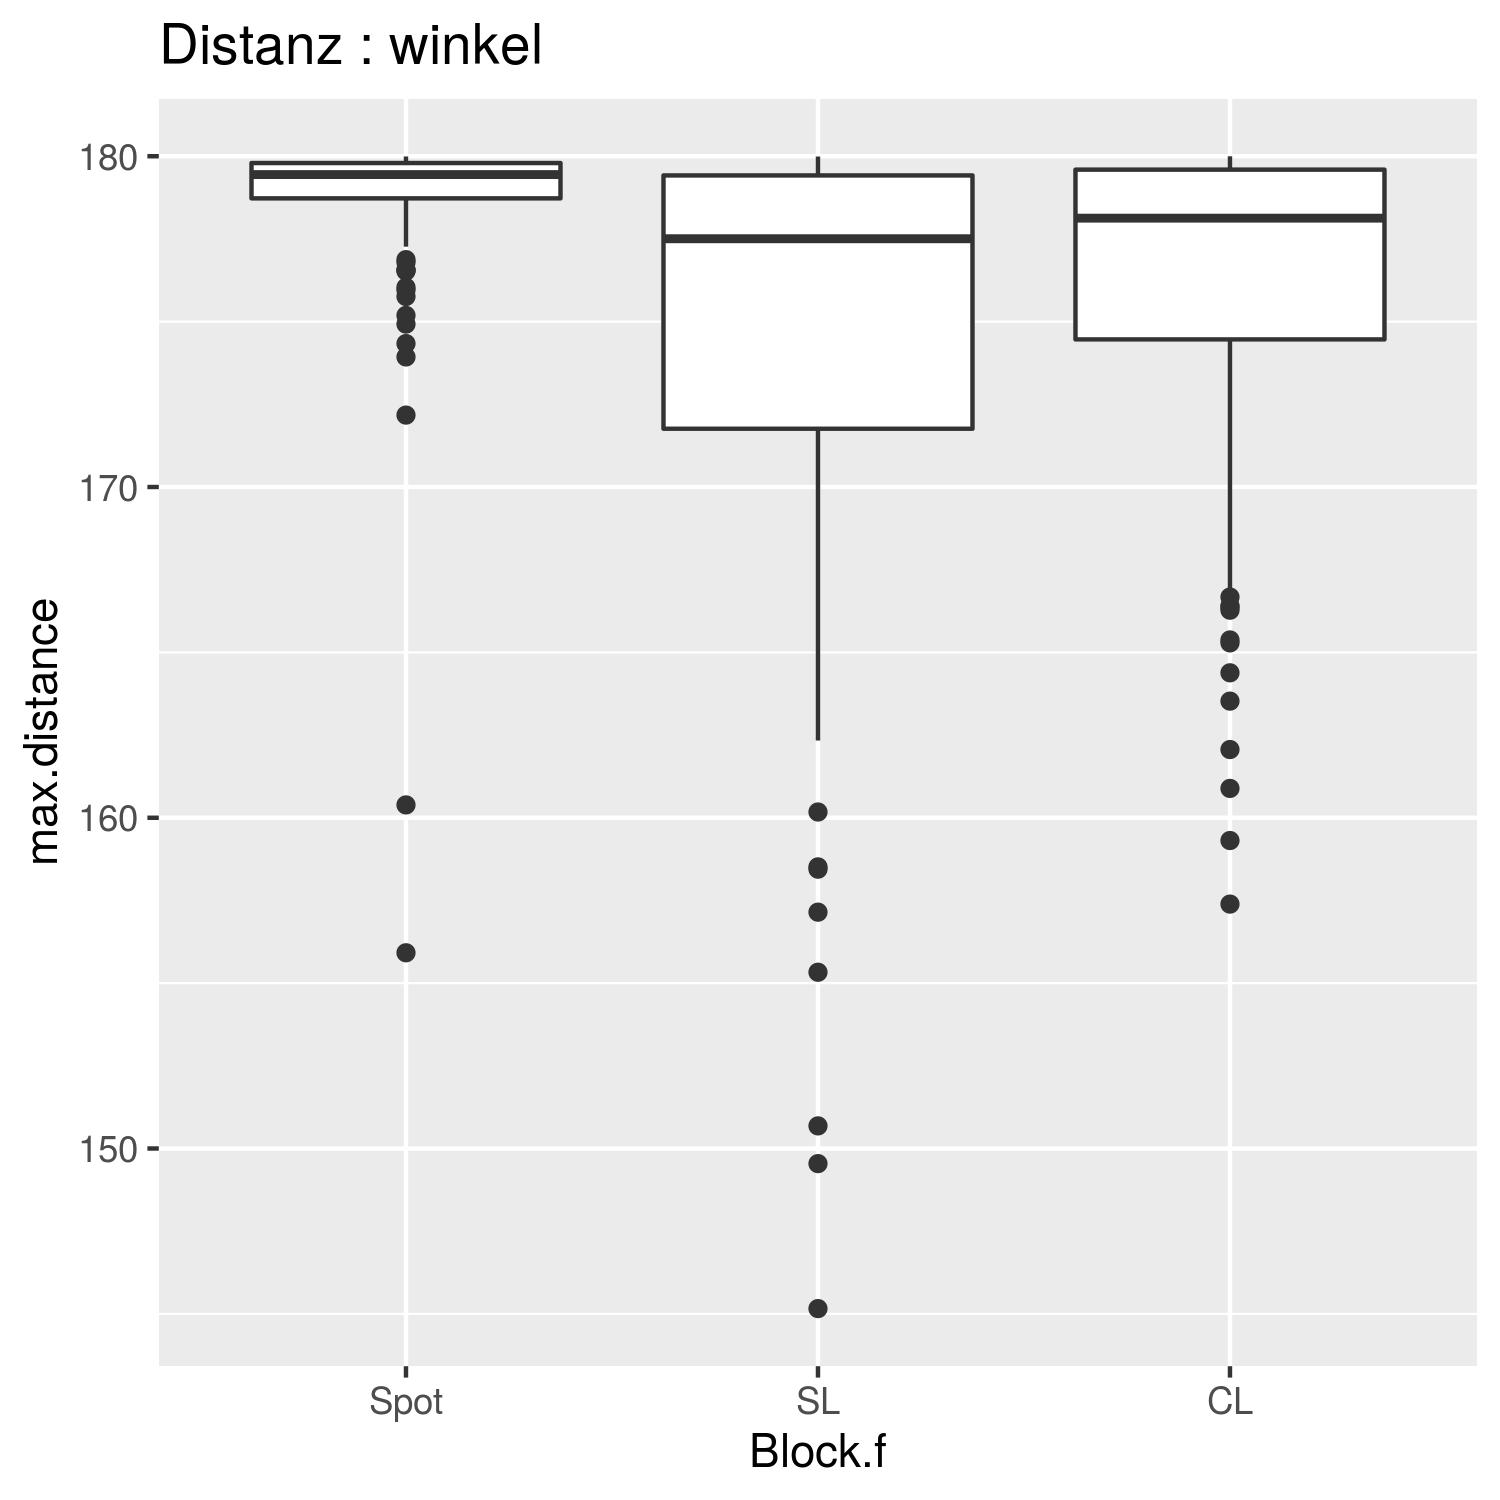 Distanz : winkel
180
170
160
150
max.distance
Spot SL CL
Block.f